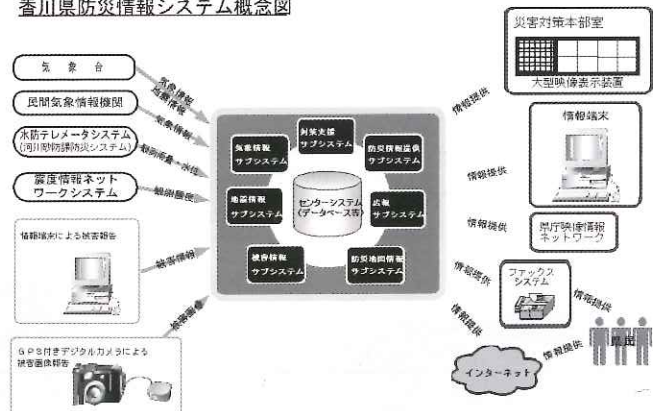 香川県防災情報システム概念図
気象台
民間気象情報機関
水防テレメータシステム
(河川砂防課防災システム)
震度情報ネット
ワークシステム
情報端末による被害報告
GPS付きデジタルカメラによる
被害画像報告
気象情報
気象情報
被害情報
被害画像
対策支援
サブシステム
気象情報
サブシステム
防災情報提供
サブシステム
地震情報
サブシステム
センターシステム
(データベース害)
広報
サブシステム
被害情報
サブシステム
防災地図情報
サブシステム
情報提供
情報提供
情報提供
情報提供
情報提供
災害対策本部室
大型映像表示装置
情報端末
県庁映像情報
ネットワーク
ファックス
システム
情報提供
インターネット
情報提供
県民